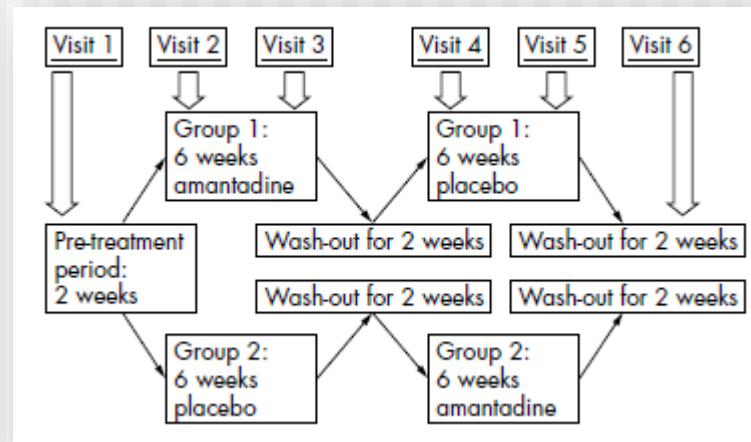 Visit 1
Visit 2
Visit 3
Visit 4
Visit 5
Visit 6
Group 1:
6 weeks
amantadine
Group 1:
6 weeks
placebo
Pre-treatment
period:
2 weeks
Wash-out for 2 weeks
Wash-out for 2 weeks
Wash-out for 2 weeks
Wash-out for 2 weeks
Group 2:
6 weeks
placebo
Group 2:
6 weeks
amantadine